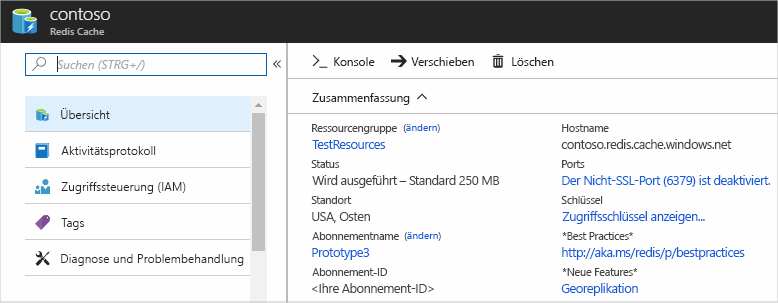 contoso
Redis Cache
Suchen (STRG+/)
«
Übersicht
Aktivitätsprotokoll
Zugriffssteuerung (IAM)
Tags
Diagnose und Problembehandlung
Konsole
Verschieben
Löschen
Zusammenfassung
Ressourcengruppe (ändern)
TestResources
Status
Wird ausgeführt – Standard 250 MB
Standort
USA, Osten
Abonnementname (ändern)
Prototype3
Abonnement-ID
<Ihre Abonnement-ID>
Hostname
contoso.redis.cache.windows.net
Ports
Der Nicht-SSL-Port (6379) ist deaktiviert.
Schlüssel
Zugriffsschlüssel anzeigen...
*Best Practices*
http://aka.ms/redis/p/bestpractices
*Neue Features*
Georeplikation